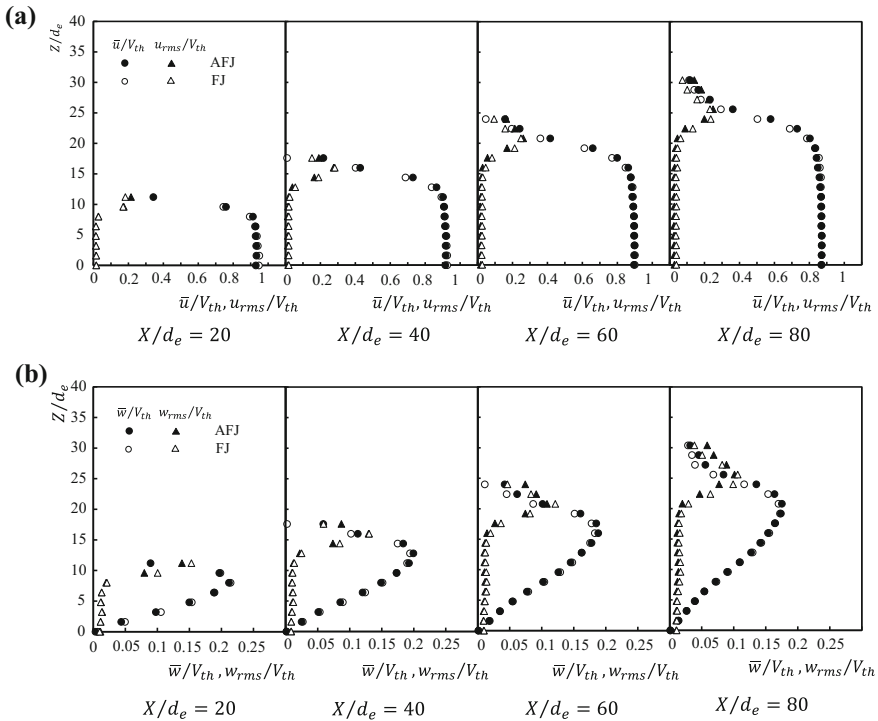 (a)
Z/d_e
40
35
30
25
20
15
10
5
0
u̅/V_th u_rms/V_th
AFJ
FJ
0 0.2 0.4 0.6 0.8 1 0 0.2 0.4 0.6 0.8 1 0 0.2 0.4 0.6 0.8 1 0 0.2 0.4 0.6 0.8 1
u̅/V_th, u_rms/V_th u̅/V_th, u_rms/V_th u̅/V_th, u_rms/V_th u̅/V_th, u_rms/V_th
X/d_e = 20 X/d_e = 40 X/d_e = 60 X/d_e = 80
(b)
Z/d_e
40
35
30
25
20
15
10
5
0
w̅/V_th w_rms/V_th
AFJ
FJ
0 0.05 0.1 0.15 0.2 0.25 0 0.05 0.1 0.15 0.2 0.25 0 0.05 0.1 0.15 0.2 0.25 0 0.05 0.1 0.15 0.2 0.25
w̅/V_th, w_rms/V_th w̅/V_th, w_rms/V_th w̅/V_th, w_rms/V_th w̅/V_th, w_rms/V_th
X/d_e = 20 X/d_e = 40 X/d_e = 60 X/d_e = 80